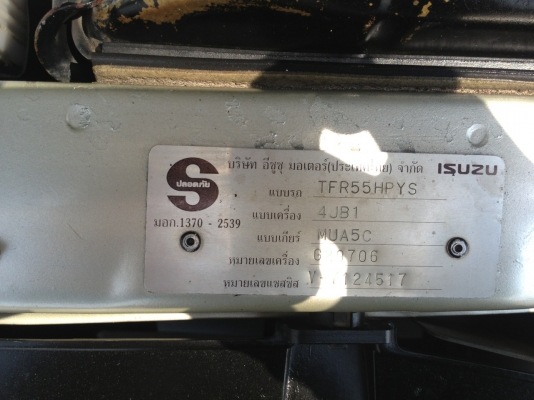 บริษัท อีซูซุ มอเตอร์(ประเทศไทย) จำกัด ISUZU
S
ปลอดภัย
มอก.1370 - 2539
แบบรถ TFR55HPYS
แบบเครื่อง 4JB1
แบบเกียร์ MUA5C
หมายเลขเครื่อง
หมายเลขแชสซีส